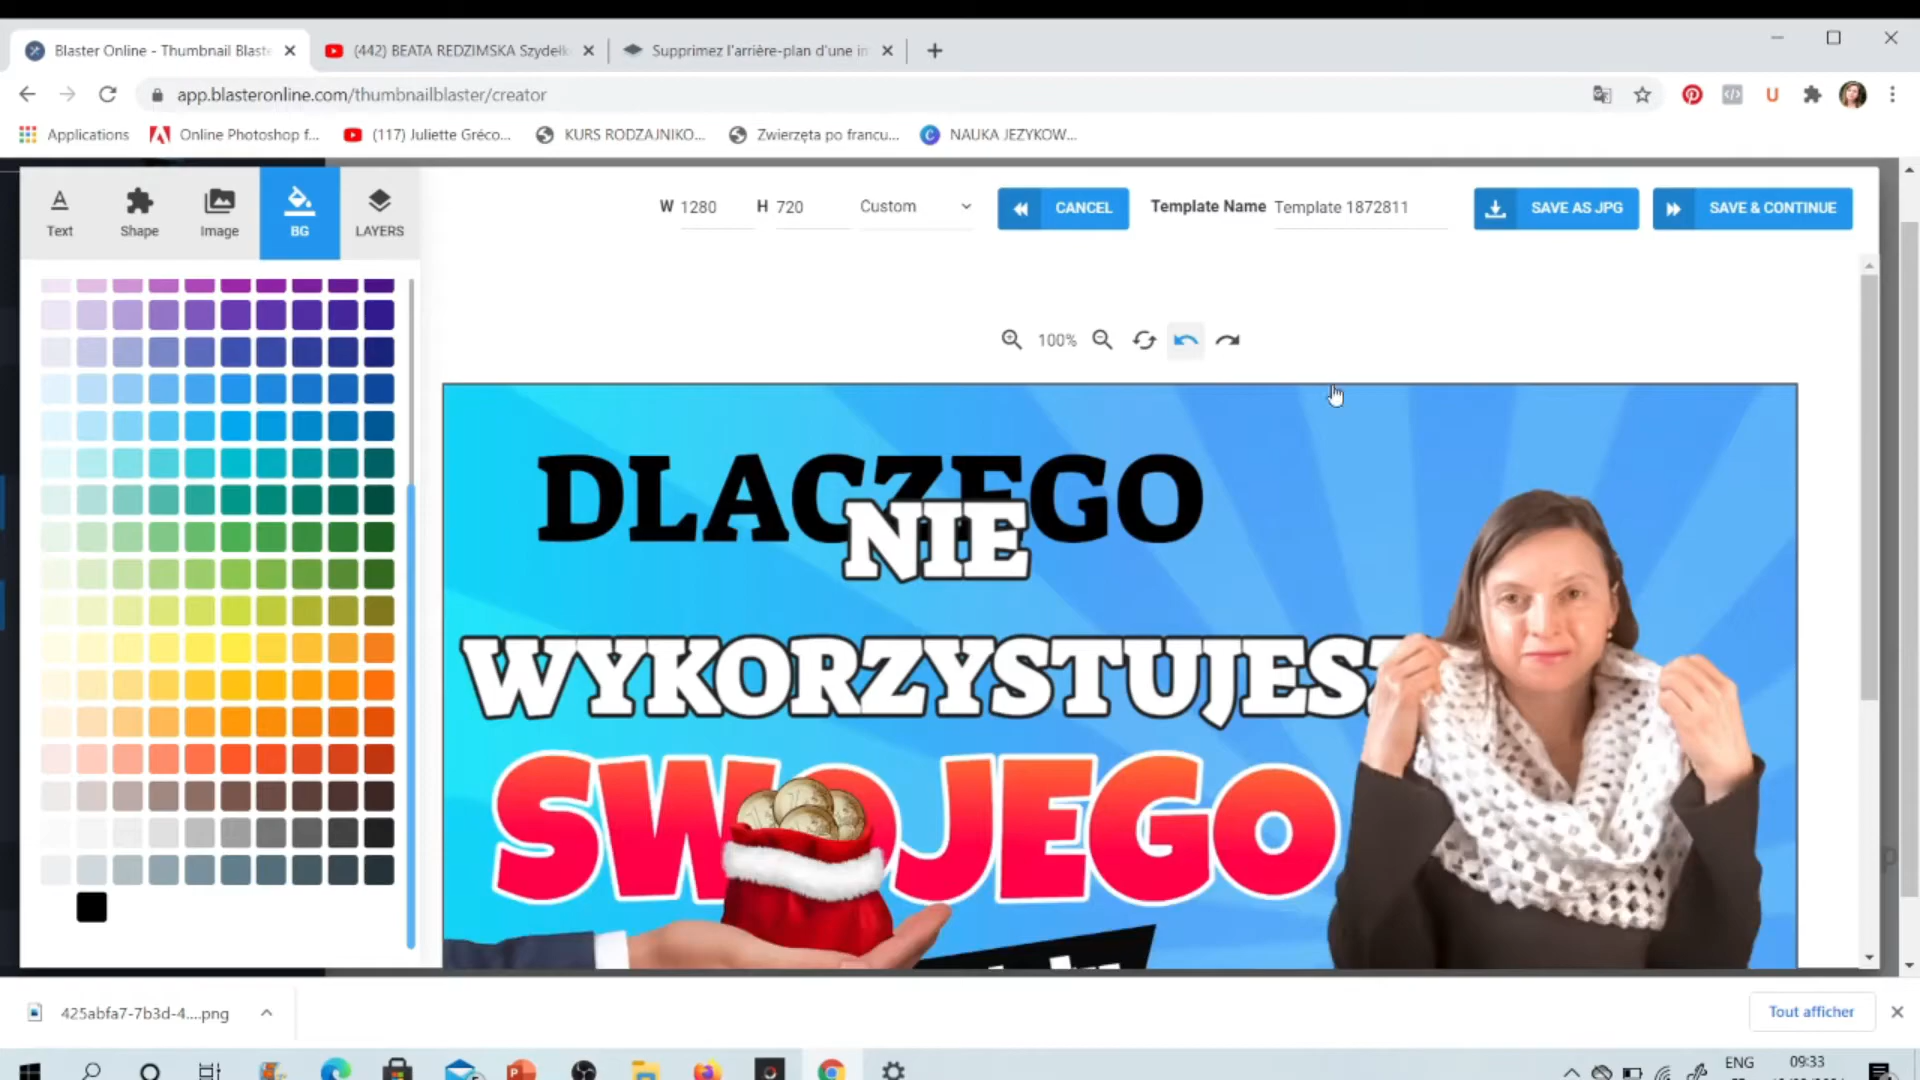 Blaster Online - Thumbnail Blaste
(442) BEATA REDZIMSKA Szydełk
Supprimez l'arrière-plan d'une in
app.blasteronline.com/thumbnailblaster/creator
Applications
Online Photoshop f...
(117) Juliette Gréco...
KURS RODZAJNIKO...
Zwierzęta po francu...
NAUKA JEZYKOW...
Text
Shape
Image
BG
LAYERS
W 1280
H 720
Custom
CANCEL
Template Name Template 1872811
SAVE AS JPG
SAVE & CONTINUE
100%
DLACZEGO
NIE
WYKORZYSTUJESZ
SWOJEGO
425abfa7-7b3d-4....png
Tout afficher
ENG
09:33